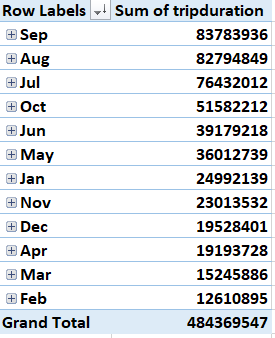 Row Labels Sum of tripduration
Sep 83783936
Aug 82794849
Jul 76432012
Oct 51582212
Jun 39179218
May 36012739
Jan 24992139
Nov 23013532
Dec 19528401
Apr 19193728
Mar 15245886
Feb 12610895
Grand Total 484369547